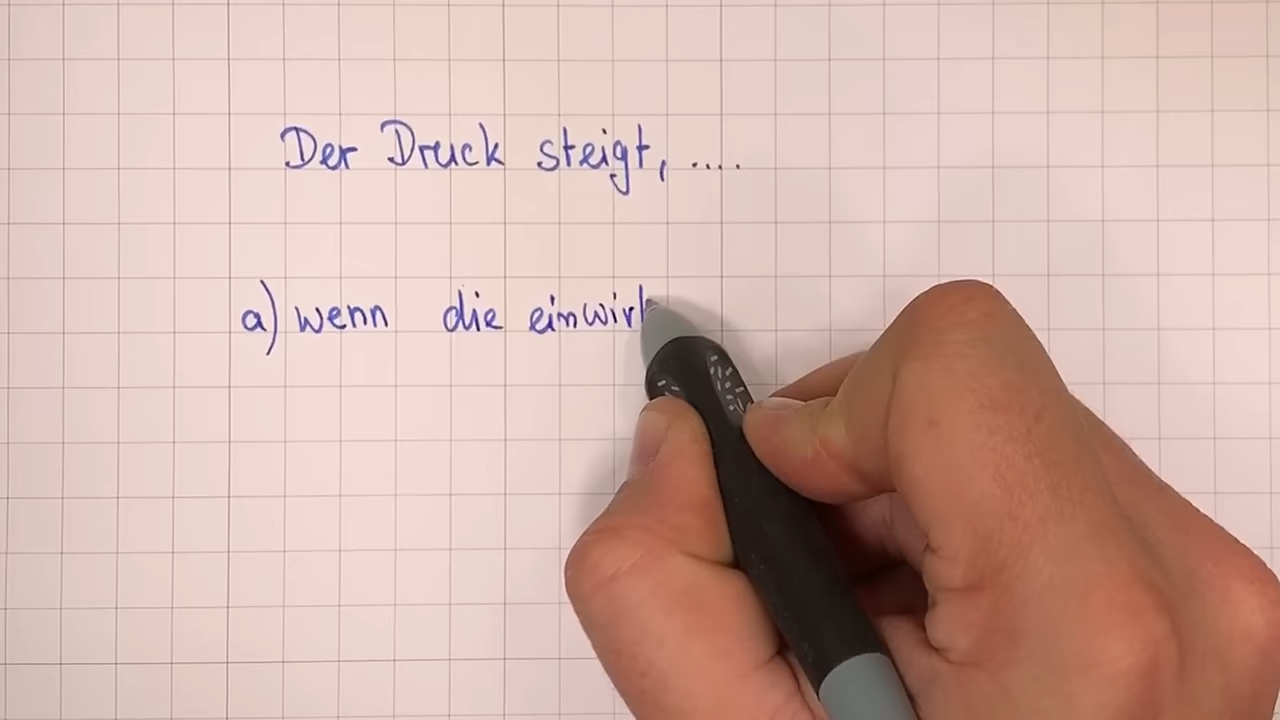 Der Druck steigt, ....
a) wenn die einwirk